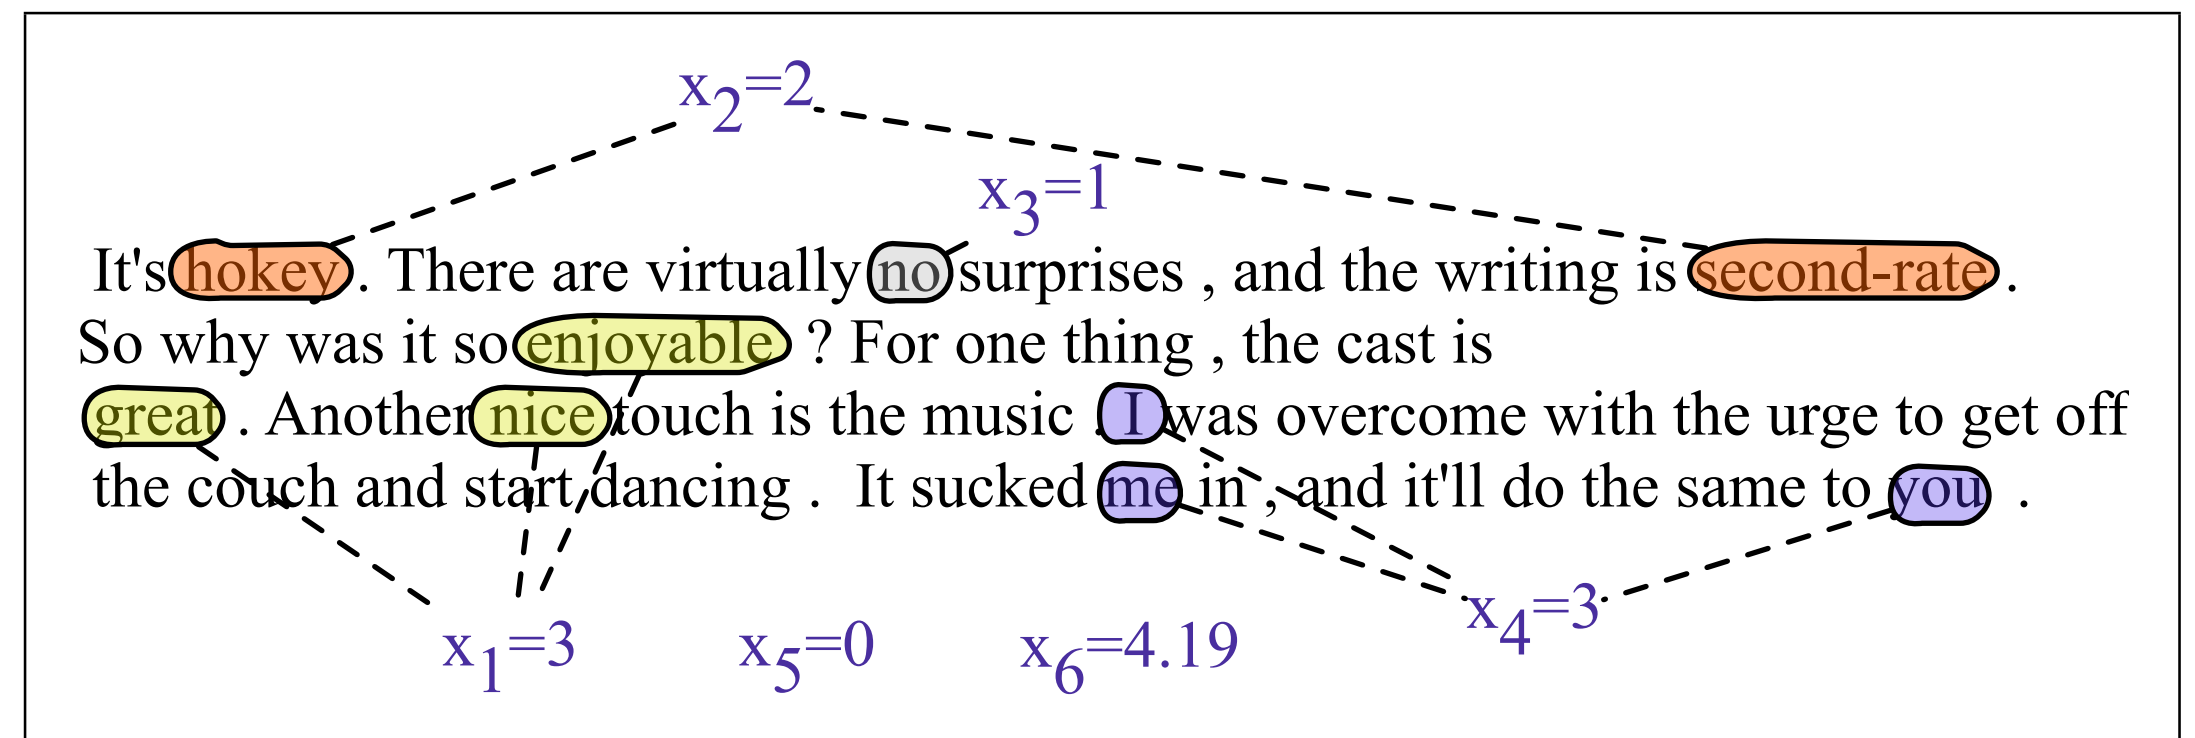 x2=2
x3=1
It's hokey . There are virtually no surprises , and the writing is second-rate .
So why was it so enjoyable ? For one thing , the cast is
great . Another nice touch is the music . I was overcome with the urge to get off
the couch and start dancing . It sucked me in , and it'll do the same to you .
x4=3
x1=3 x5=0 x6=4.19